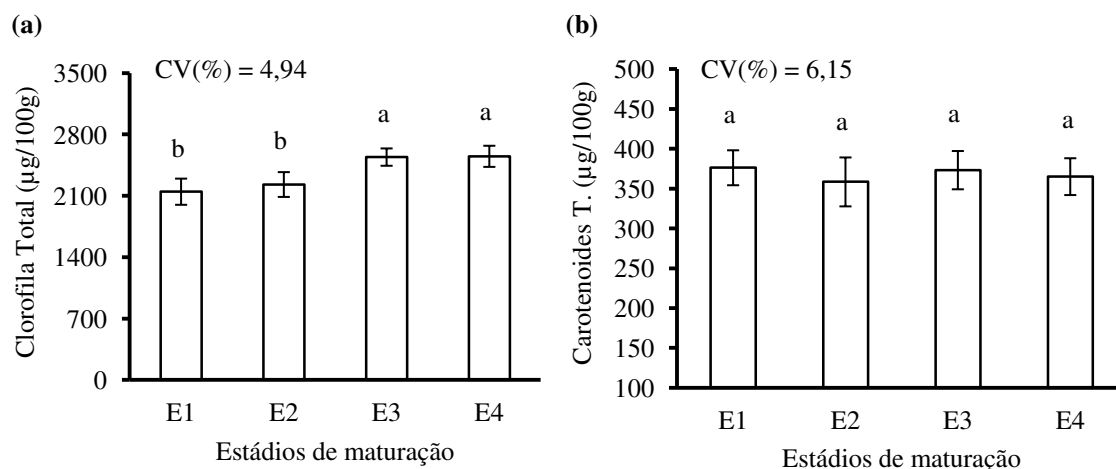 (a)
CV(%) = 4,94
Clorofila Total (µg/100g)
3500
2800
2100
1400
700
0
b
b
a
a
E1
E2
E3
E4
Estádios de maturação
(b)
CV(%) = 6,15
Carotenoides T. (µg/100g)
500
450
400
350
300
250
200
150
100
a
a
a
a
E1
E2
E3
E4
Estádios de maturação